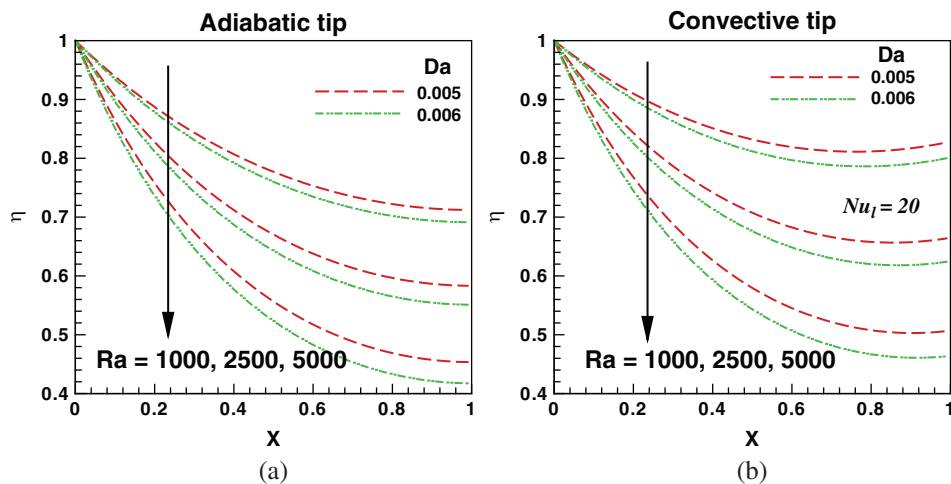 Adiabatic tip
1
0.9
0.8
0.7
0.6
0.5
0.4
η
Da
0.005
0.006
Ra = 1000, 2500, 5000
0 0.2 0.4 0.6 0.8 1
X
(a)
Convective tip
1
0.9
0.8
0.7
0.6
0.5
0.4
η
Da
0.005
0.006
Nu_l = 20
Ra = 1000, 2500, 5000
0 0.2 0.4 0.6 0.8 1
X
(b)